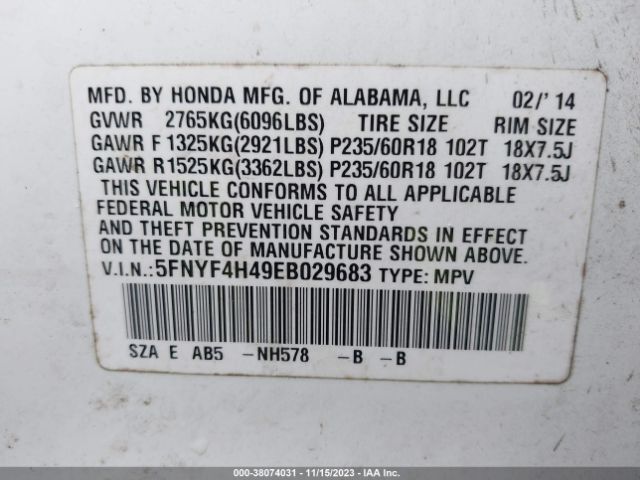 MFD. BY HONDA MFG. OF ALABAMA, LLC 02/' 14
GVWR 2765KG(6096LBS) TIRE SIZE RIM SIZE
GAWR F 1325KG(2921LBS) P235/60R18 102T 18X7.5J
GAWR R 1525KG(3362LBS) P235/60R18 102T 18X7.5J
THIS VEHICLE CONFORMS TO ALL APPLICABLE
FEDERAL MOTOR VEHICLE SAFETY
AND THEFT PREVENTION STANDARDS IN EFFECT
ON THE DATE OF MANUFACTURE SHOWN ABOVE.
V.I.N.:5FNYF4H49EB029683 TYPE: MPV
SZA E AB5 -NH578 -B -B
000-38074031 - 11/15/2023 - IAA Inc.